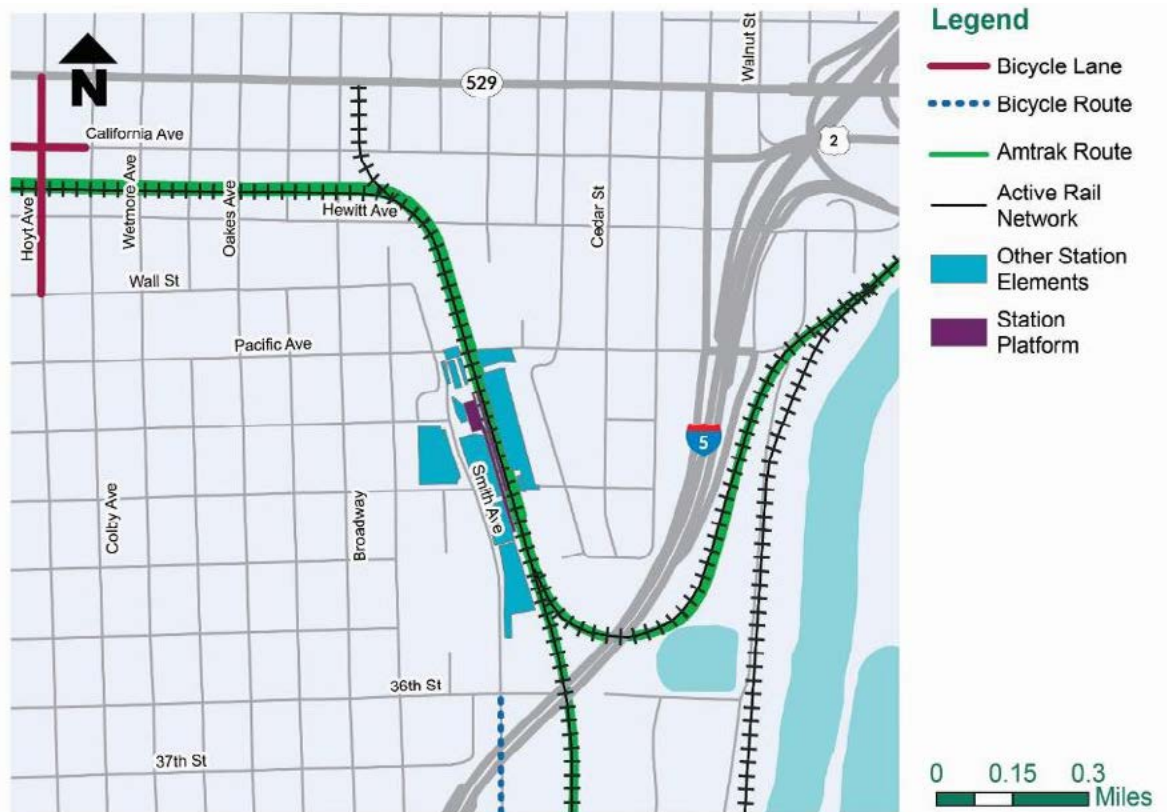 Walnut St
529
N
California Ave
2
Hoyt Ave
Wetmore Ave
Oakes Ave
Hewitt Ave
Cedar St
Wall St
Pacific Ave
5
Smith Ave
Colby Ave
Broadway
36th St
37th St
Legend
Bicycle Lane
Bicycle Route
Amtrak Route
Active Rail
Network
Other Station
Elements
Station
Platform
0 0.15 0.3
Miles